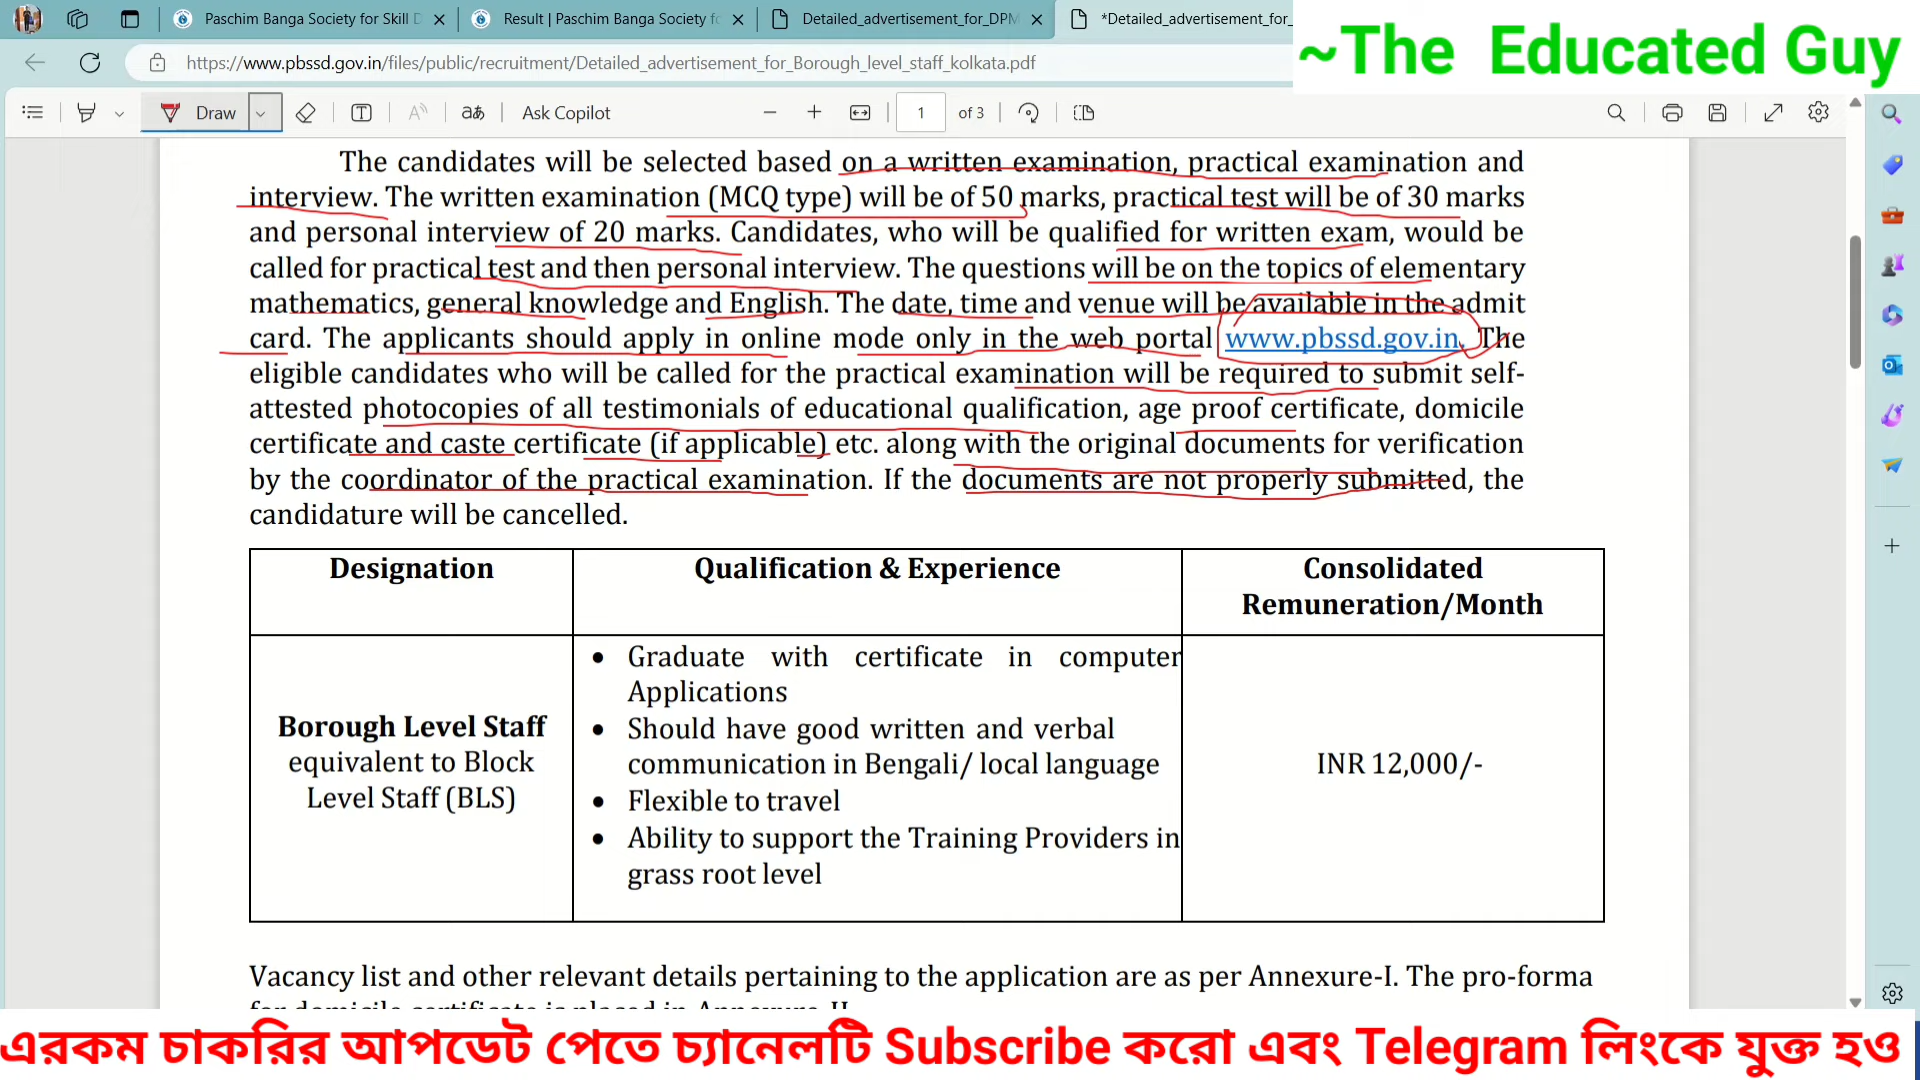 Paschim Banga Society for Skill D
Result | Paschim Banga Society fo
Detailed_advertisement_for_DPM
*Detailed_advertisement_for_
~The Educated Guy
https://www.pbssd.gov.in/files/public/recruitment/Detailed_advertisement_for_Borough_level_staff_kolkata.pdf
Draw
aあ
Ask Copilot
1
of 3
The candidates will be selected based on a written examination, practical examination and
interview. The written examination (MCQ type) will be of 50 marks, practical test will be of 30 marks
and personal interview of 20 marks. Candidates, who will be qualified for written exam, would be
called for practical test and then personal interview. The questions will be on the topics of elementary
mathematics, general knowledge and English. The date, time and venue will be available in the admit
card. The applicants should apply in online mode only in the web portal www.pbssd.gov.in. The
eligible candidates who will be called for the practical examination will be required to submit self-
attested photocopies of all testimonials of educational qualification, age proof certificate, domicile
certificate and caste certificate (if applicable) etc. along with the original documents for verification
by the coordinator of the practical examination. If the documents are not properly submitted, the
candidature will be cancelled.
Designation
Qualification & Experience
Consolidated
Remuneration/Month
Borough Level Staff
equivalent to Block
Level Staff (BLS)
• Graduate with certificate in computer
Applications
• Should have good written and verbal
communication in Bengali/ local language
• Flexible to travel
• Ability to support the Training Providers in
grass root level
INR 12,000/-
Vacancy list and other relevant details pertaining to the application are as per Annexure-I. The pro-forma
for domicile certificate is placed in Annexure-II
এরকম চাকরির আপডেট পেতে চ্যানেলটি Subscribe করো এবং Telegram লিংকে যুক্ত হও